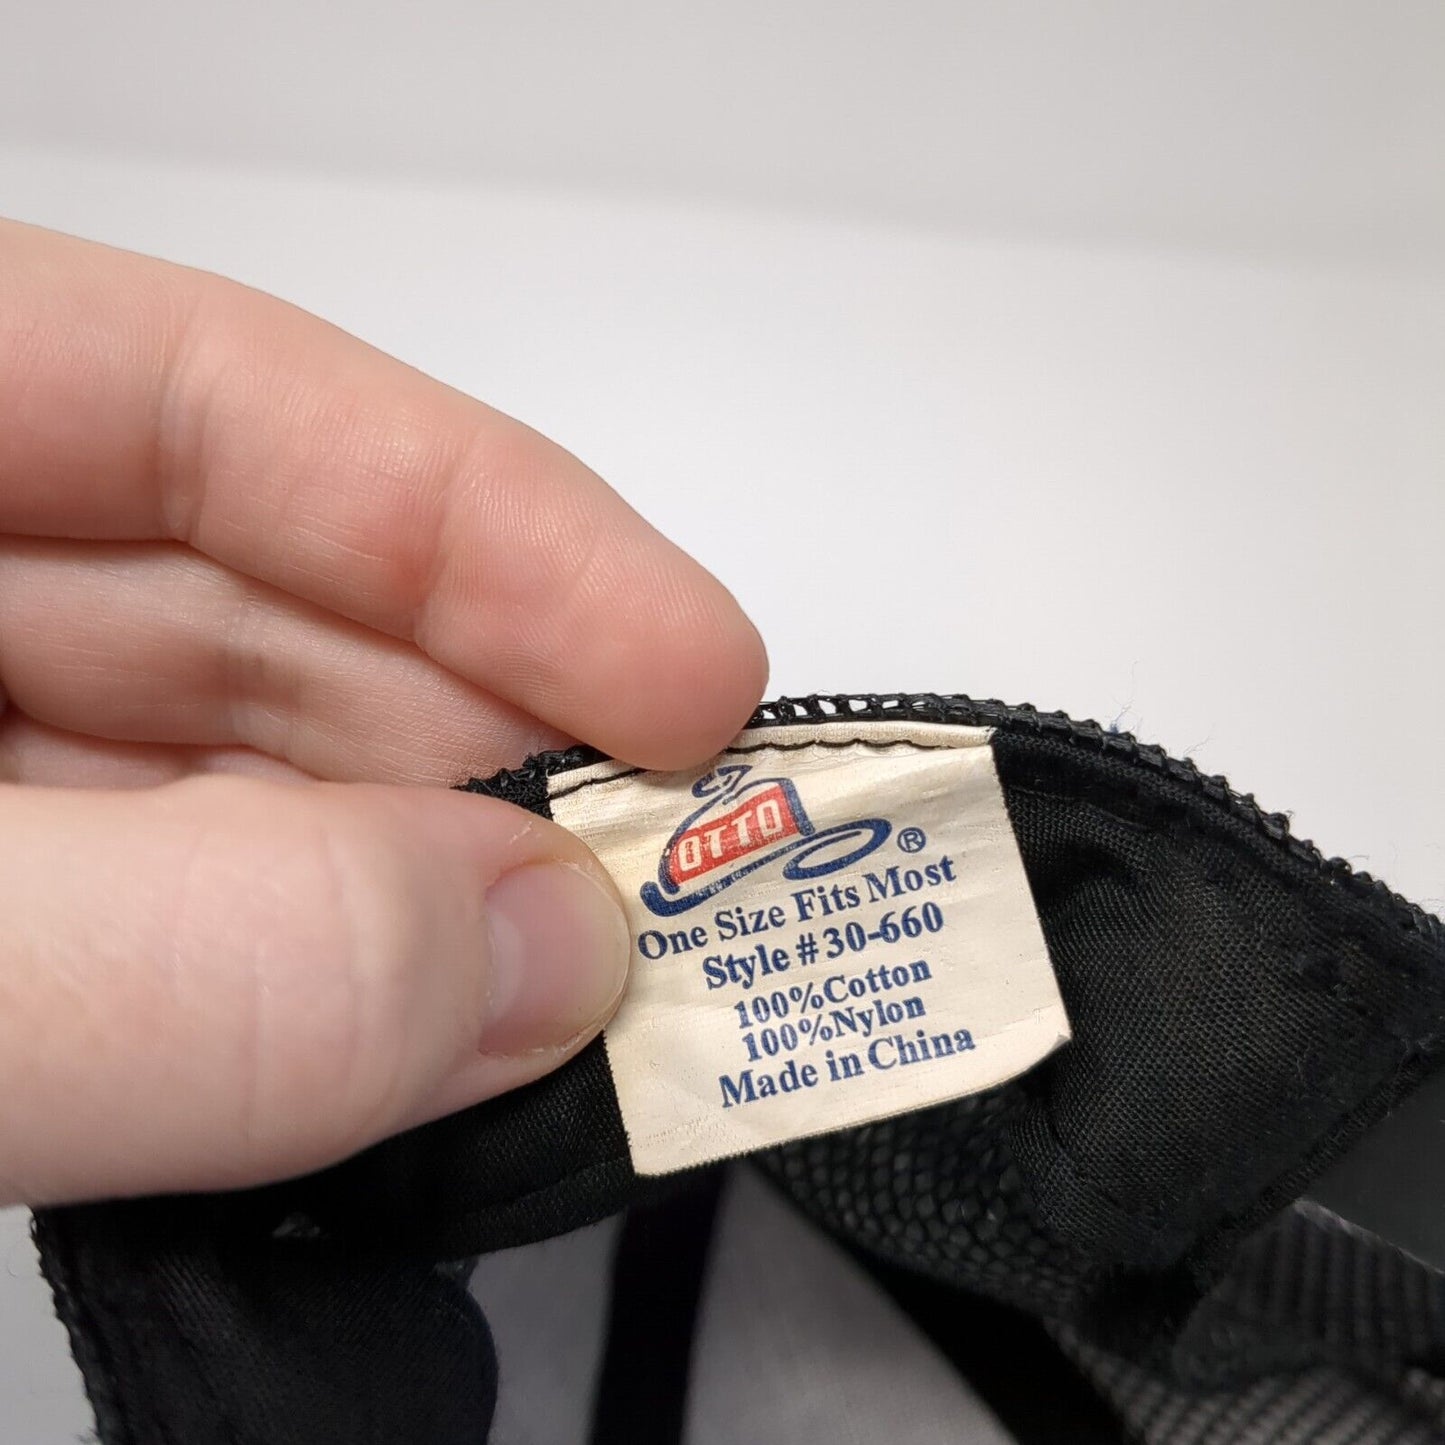 OTTO ®
One Size Fits Most
Style #30-660
100%Cotton
100%Nylon
Made in China